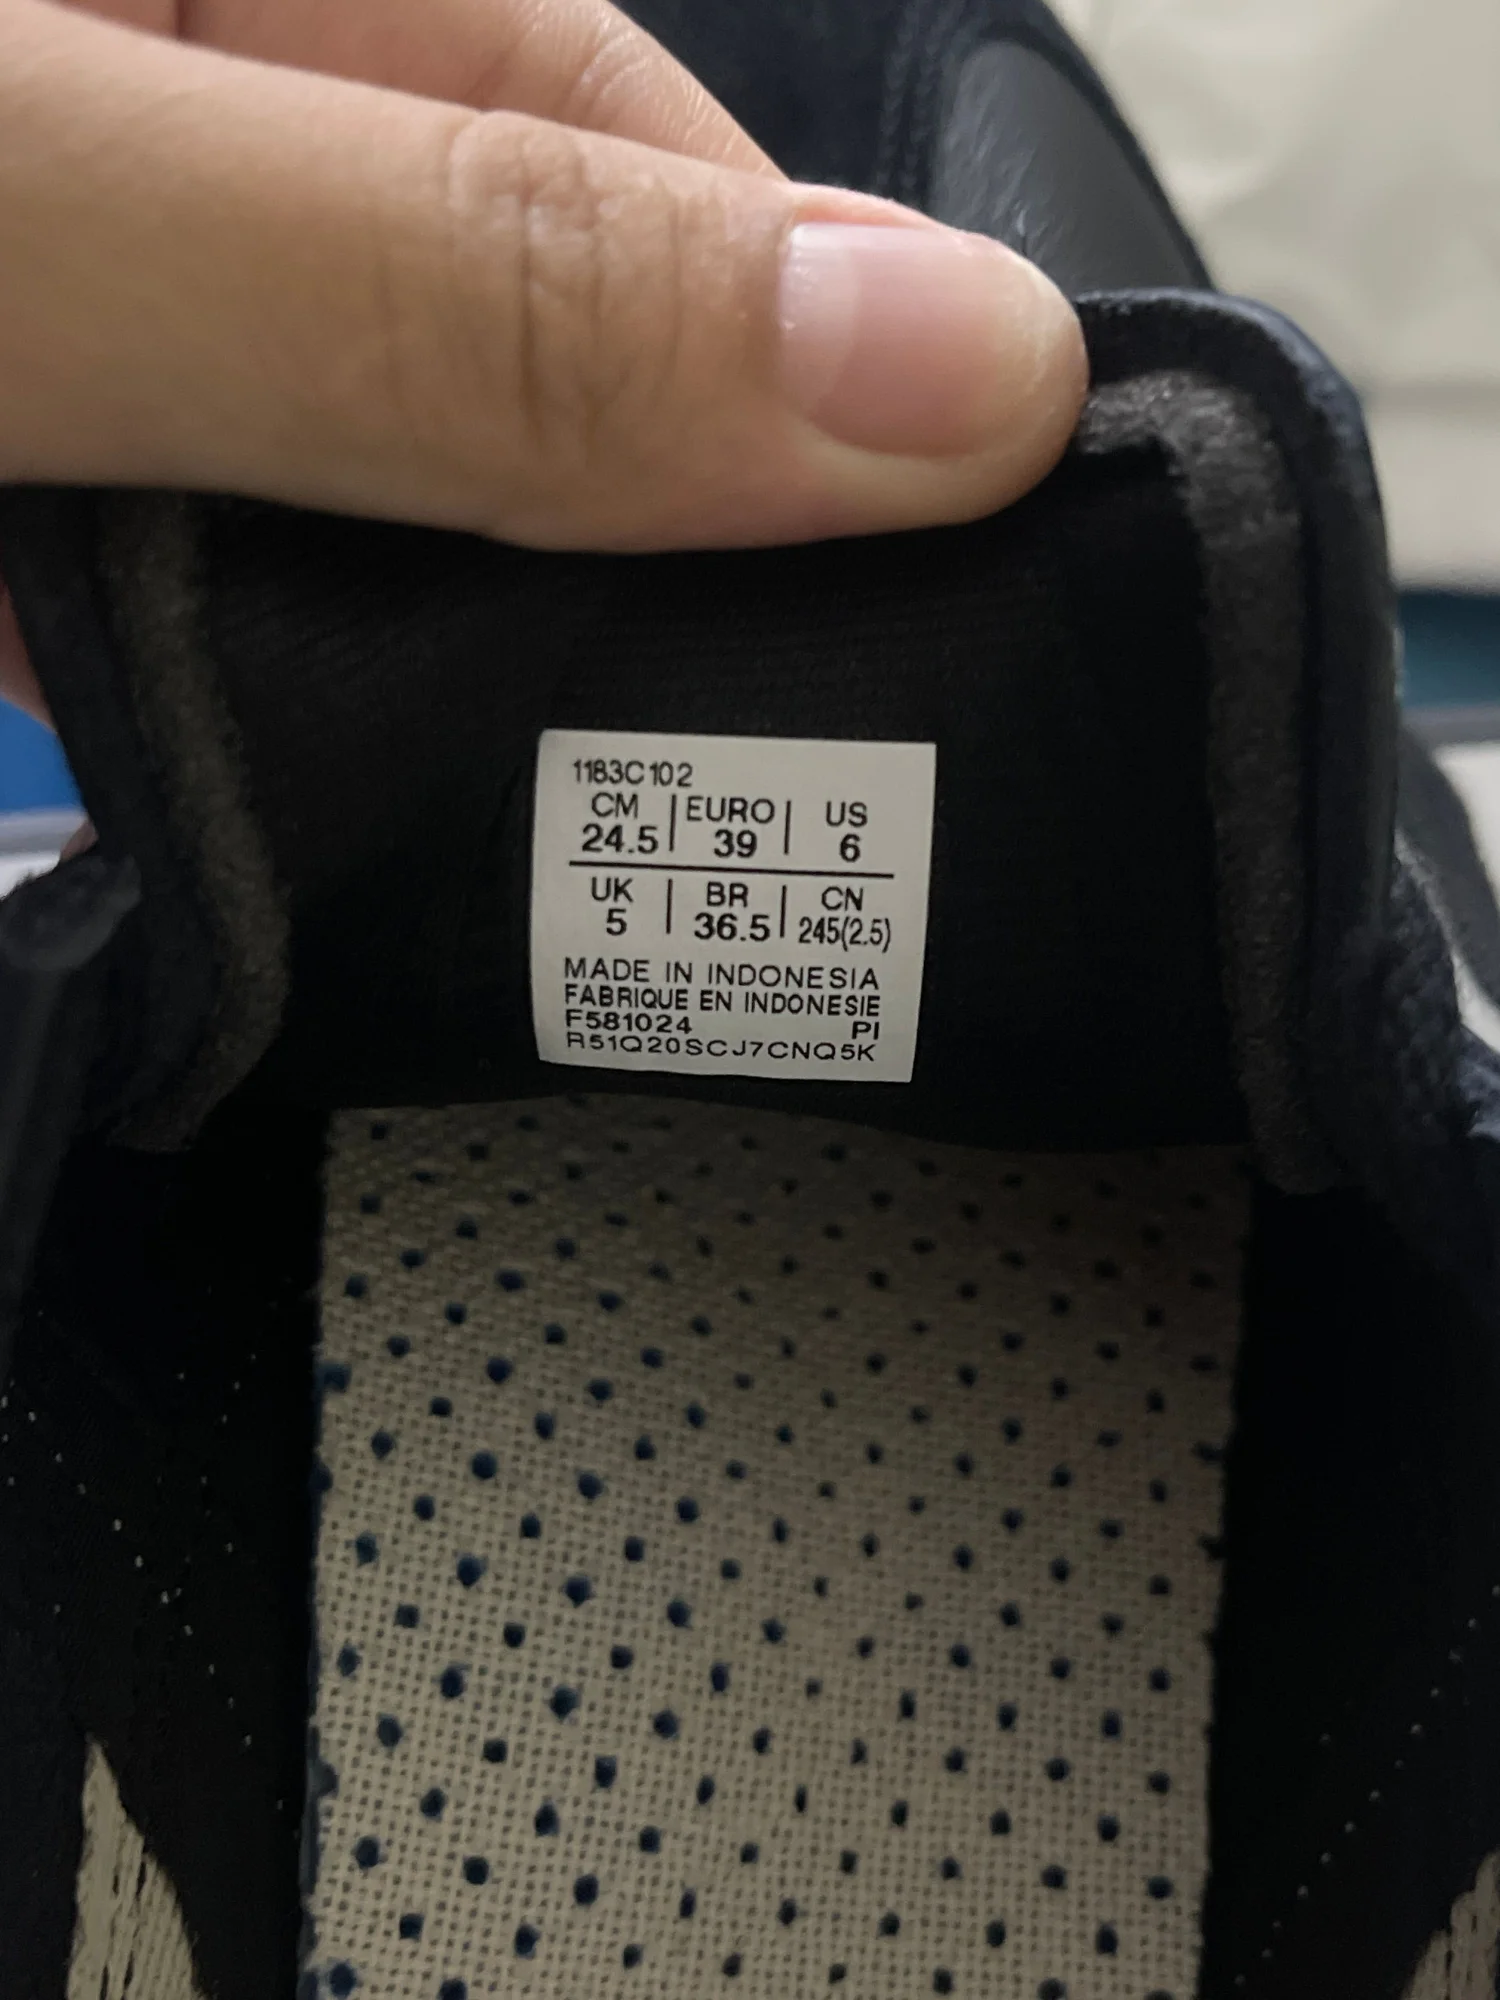 1183C102
CM | EURO | US
24.5 | 39 | 6
UK | BR | CN
5 | 36.5 | 245(2.5)
MADE IN INDONESIA
FABRIQUE EN INDONESIE
F581024 PI
R51Q20SCJ7CNQ5K